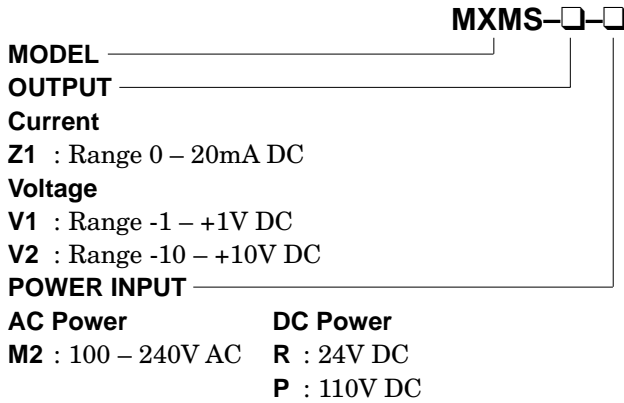 MXMS–❏–❏
MODEL
OUTPUT
Current
Z1 : Range 0 – 20mA DC
Voltage
V1 : Range -1 – +1V DC
V2 : Range -10 – +10V DC
POWER INPUT
AC Power DC Power
M2 : 100 – 240V AC R : 24V DC
P : 110V DC